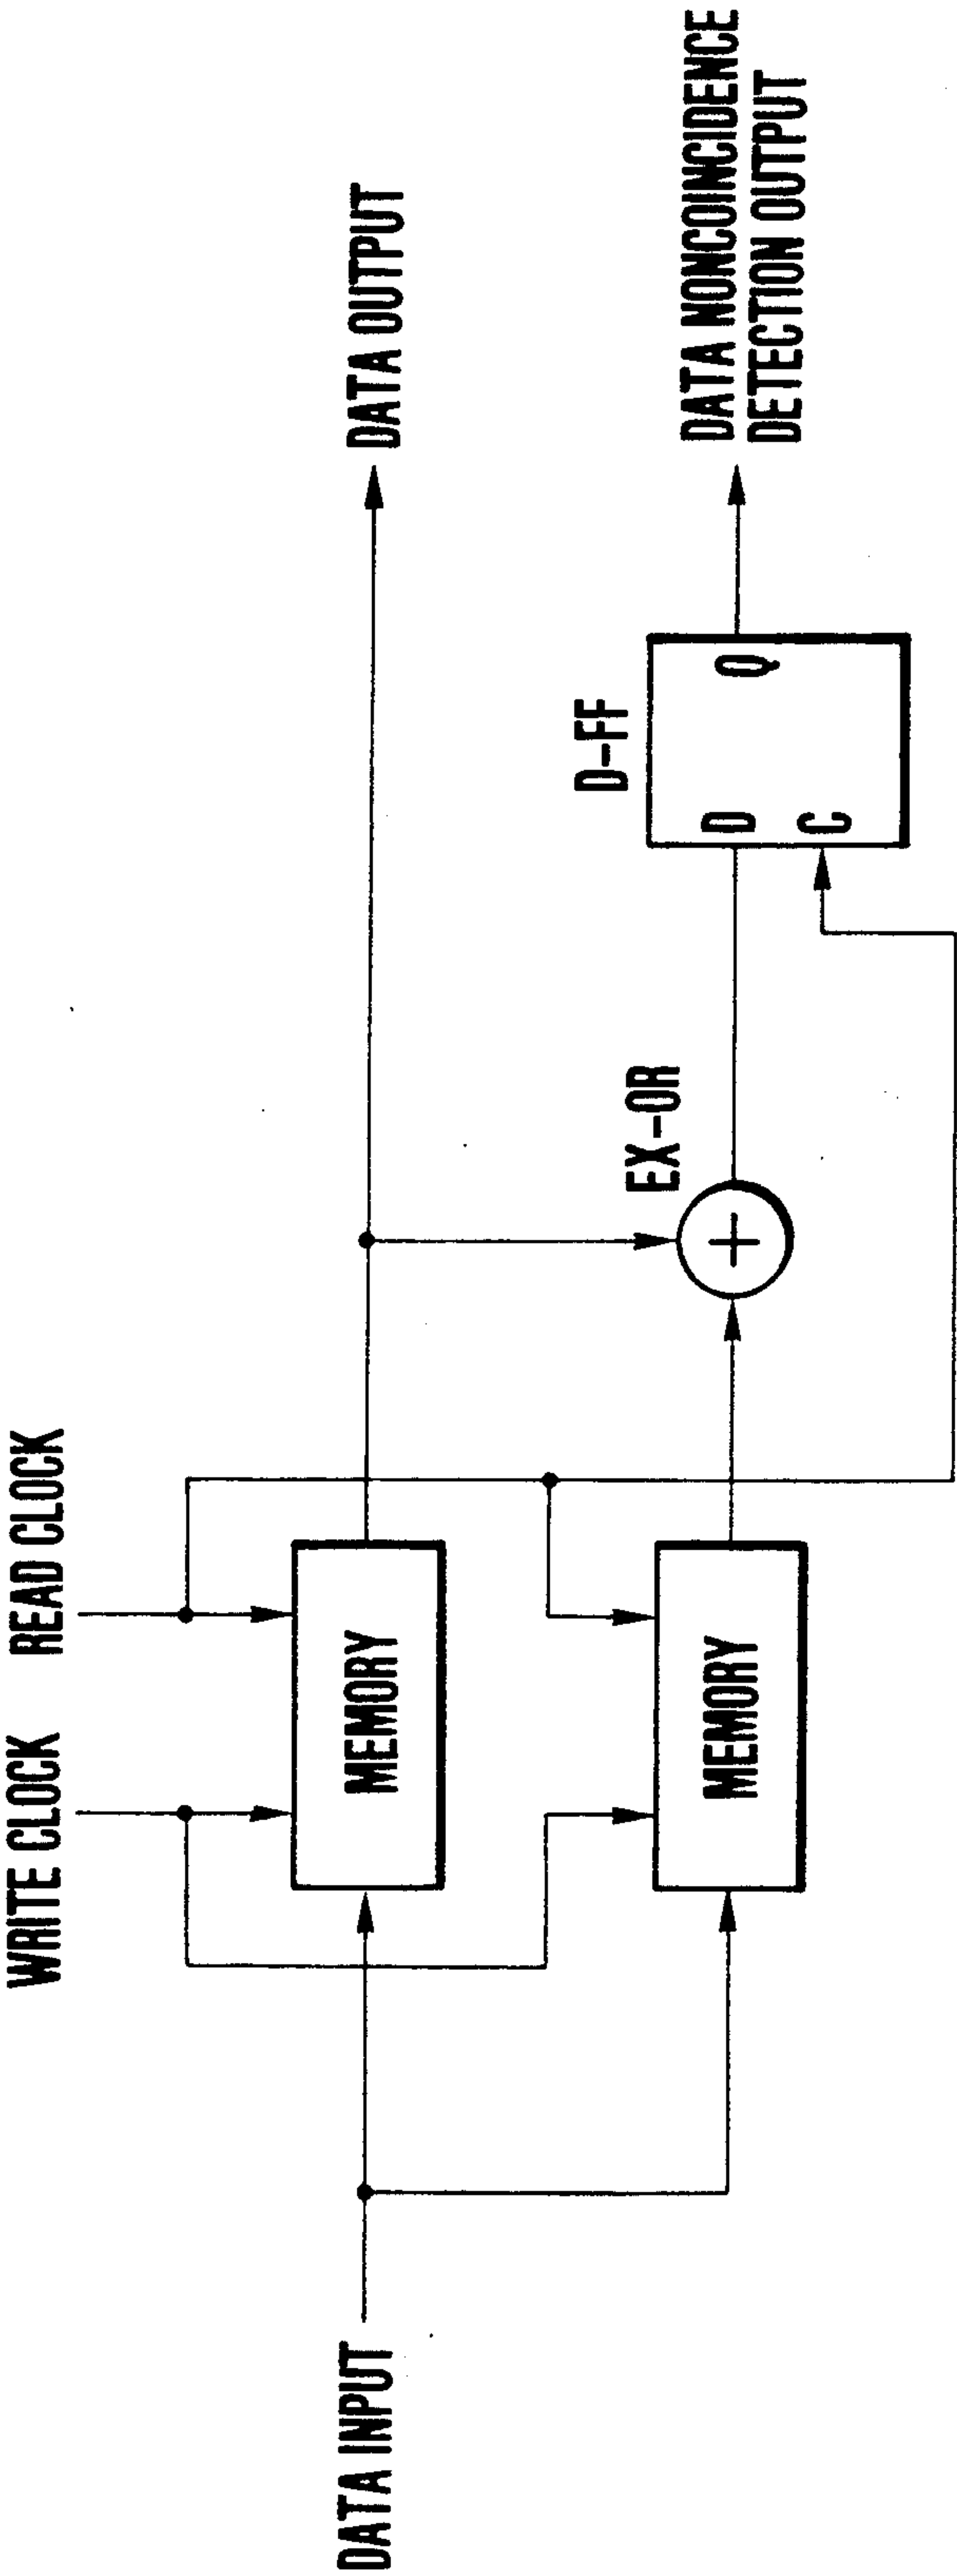 WRITE CLOCK
READ CLOCK
DATA INPUT
MEMORY
DATA OUTPUT
MEMORY
EX-OR
+
D-FF
D
Q
C
DATA NONCOINCIDENCE
DETECTION OUTPUT